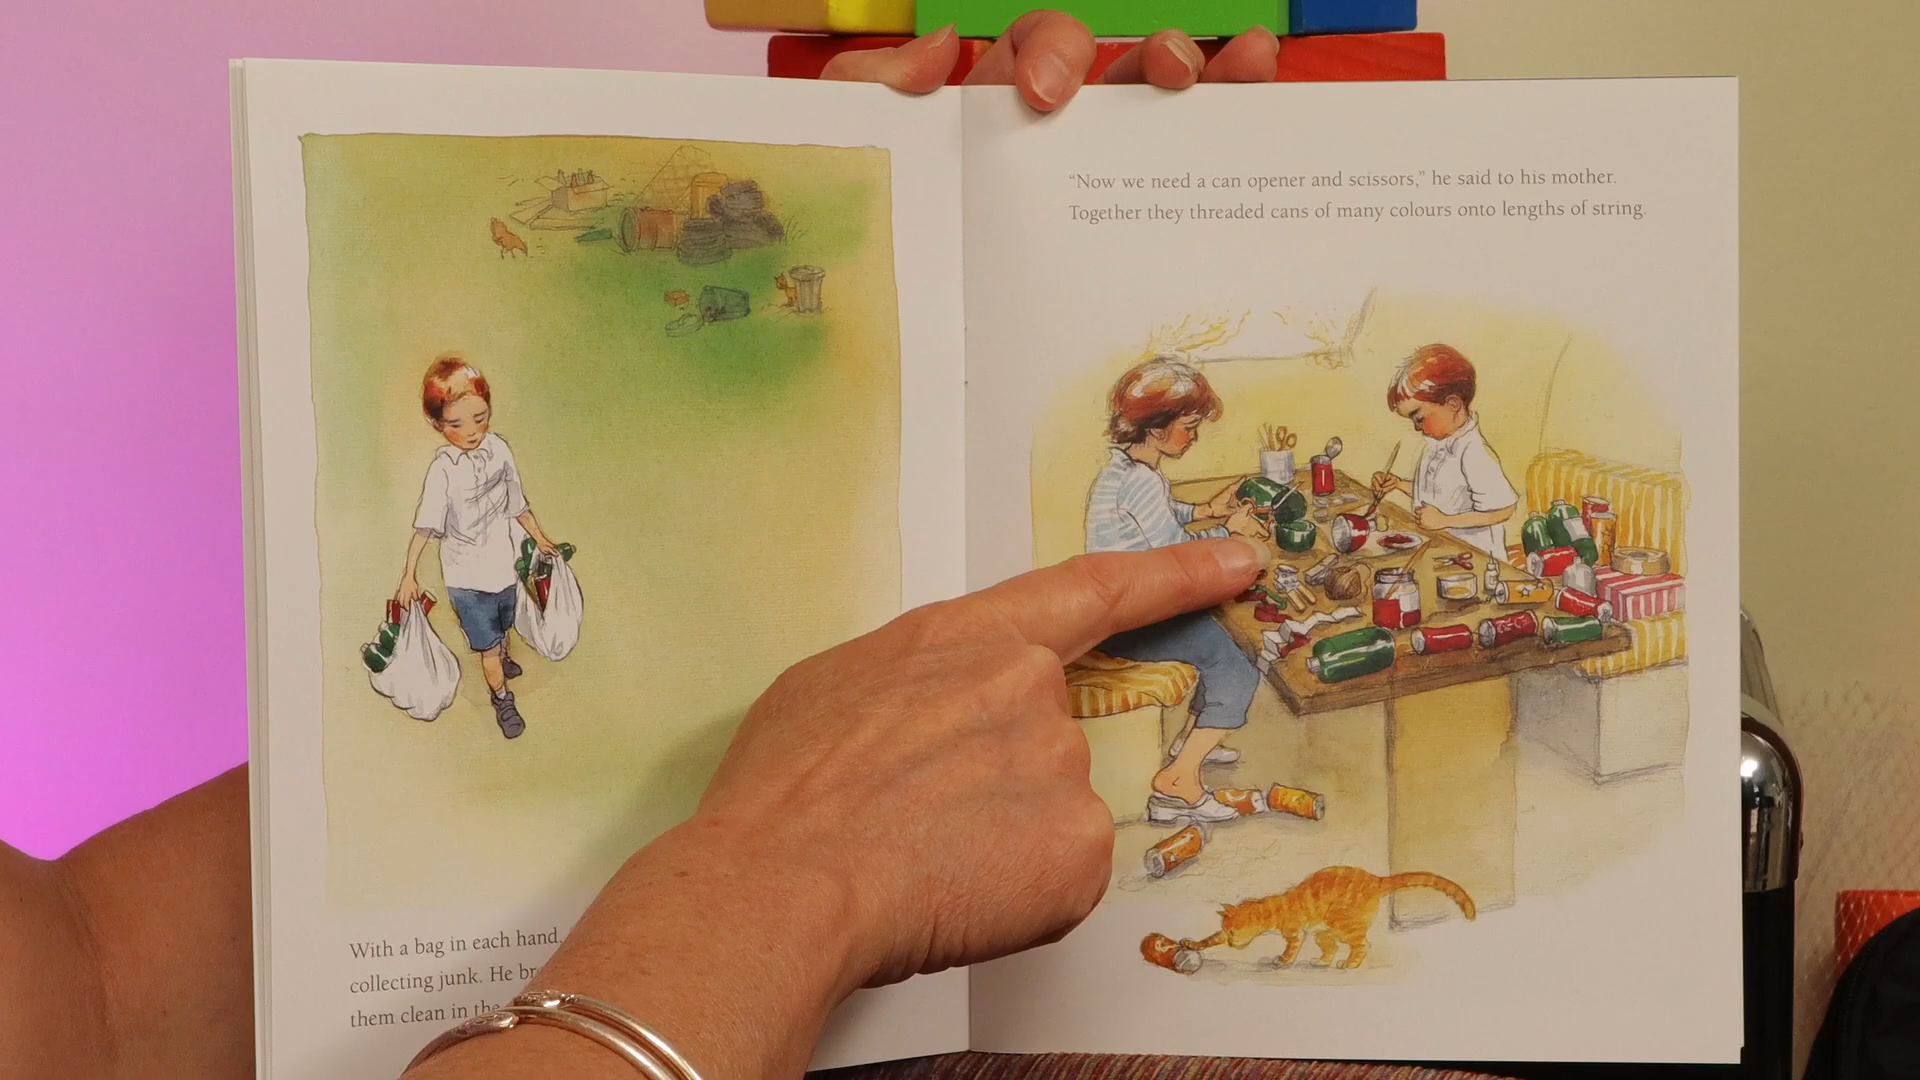 With a bag in each hand,
collecting junk. He
them clean in the
“Now we need a can opener and scissors,” he said to his mother.
Together they threaded cans of many colours onto lengths of string.